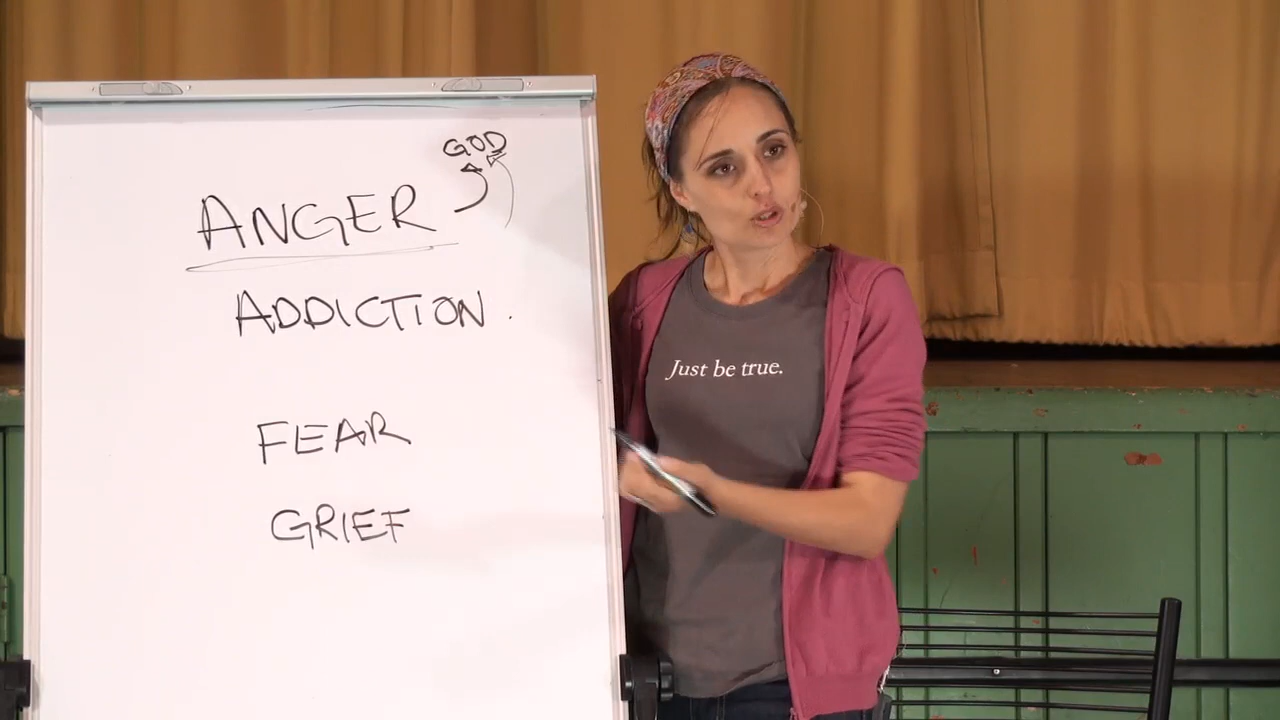 GOD
ANGER
ADDICTION.
FEAR
GRIEF
Just be true.